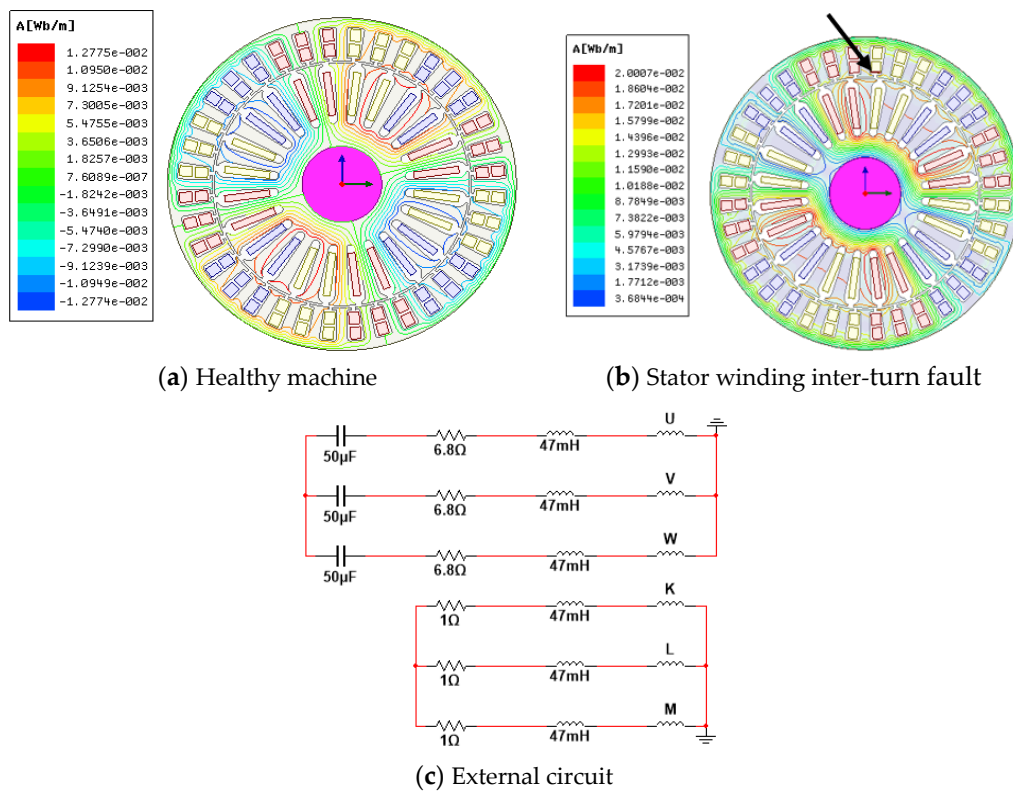 A[Wb/m]
1.2775e-002
1.0950e-002
9.1254e-003
7.3005e-003
5.4755e-003
3.6506e-003
1.8257e-003
7.6089e-007
-1.8242e-003
-3.6491e-003
-5.4740e-003
-7.2990e-003
-9.1239e-003
-1.0949e-002
-1.2774e-002
A[Wb/m]
2.0007e-002
1.8604e-002
1.7201e-002
1.5799e-002
1.4396e-002
1.2993e-002
1.1590e-002
1.0188e-002
8.7849e-003
7.3822e-003
5.9794e-003
4.5767e-003
3.1739e-003
1.7712e-003
3.6844e-004
(a) Healthy machine
(b) Stator winding inter-turn fault
U
50µF 6.8Ω 47mH
V
50µF 6.8Ω 47mH
W
50µF 6.8Ω 47mH
K
1Ω 47mH
L
1Ω 47mH
M
1Ω 47mH
(c) External circuit